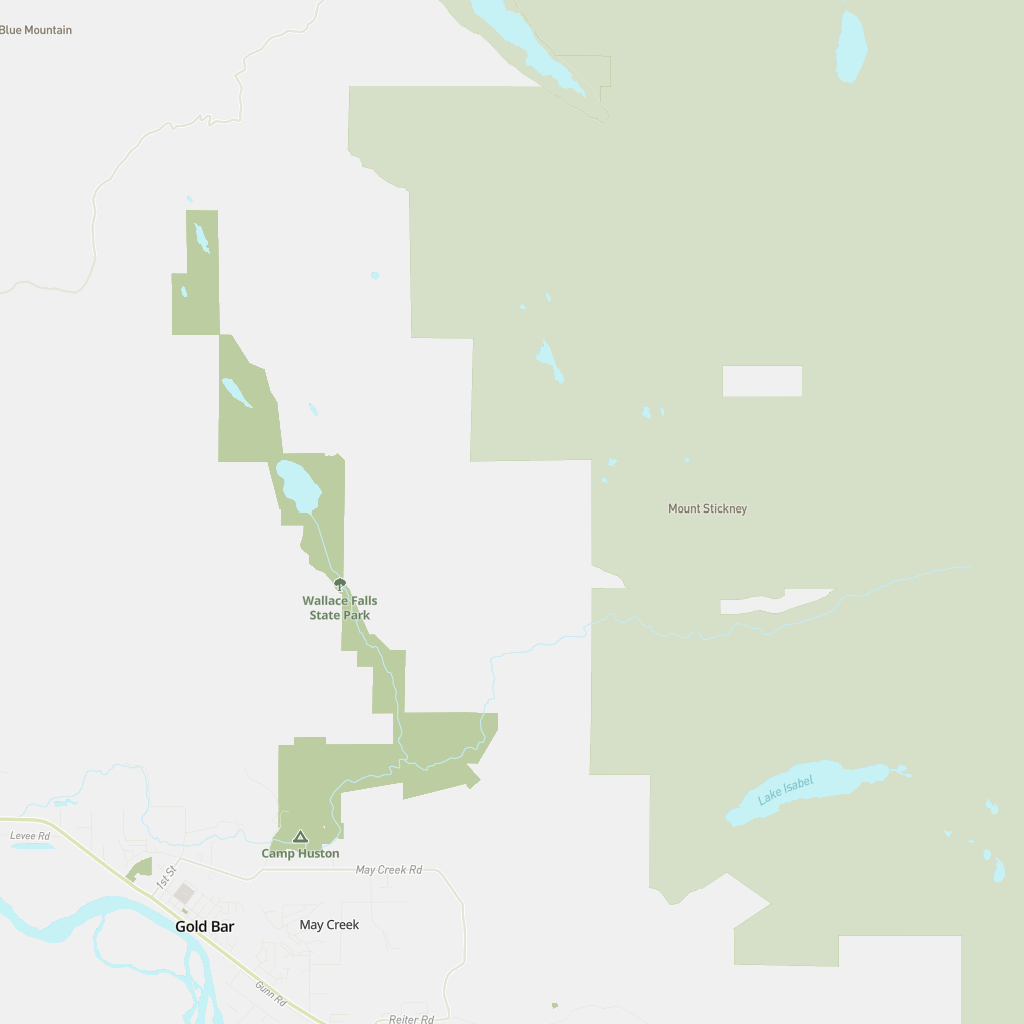 Blue Mountain
Mount Stickney
Wallace Falls
State Park
Lake Isabel
Levee Rd
Camp Huston
1st St
May Creek Rd
Gold Bar
May Creek
Gunn Rd
Reiter Rd